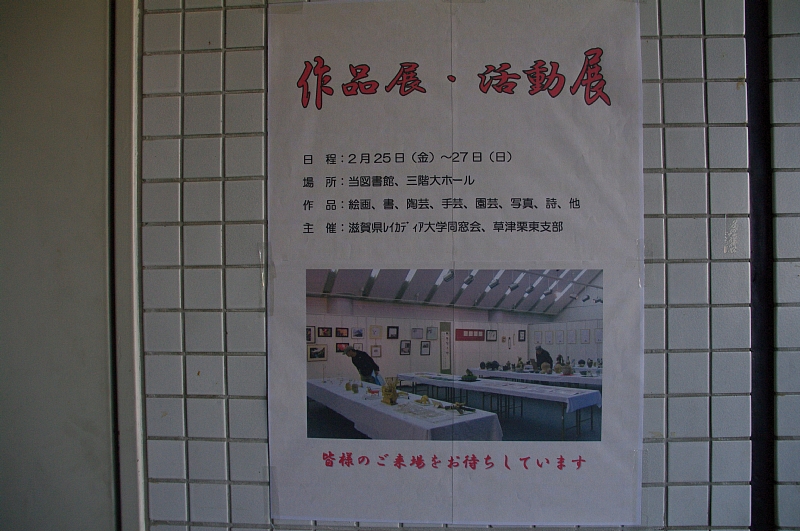 作品展・活動展
日　程：2月25日（金）～27日（日）
場　所：当図書館、三階大ホール
作　品：絵画、書、陶芸、手芸、園芸、写真、詩、他
主　催：滋賀県ﾚｲｶﾃﾞｨｱ大学同窓会、草津栗東支部
皆様のご来場をお待ちしています